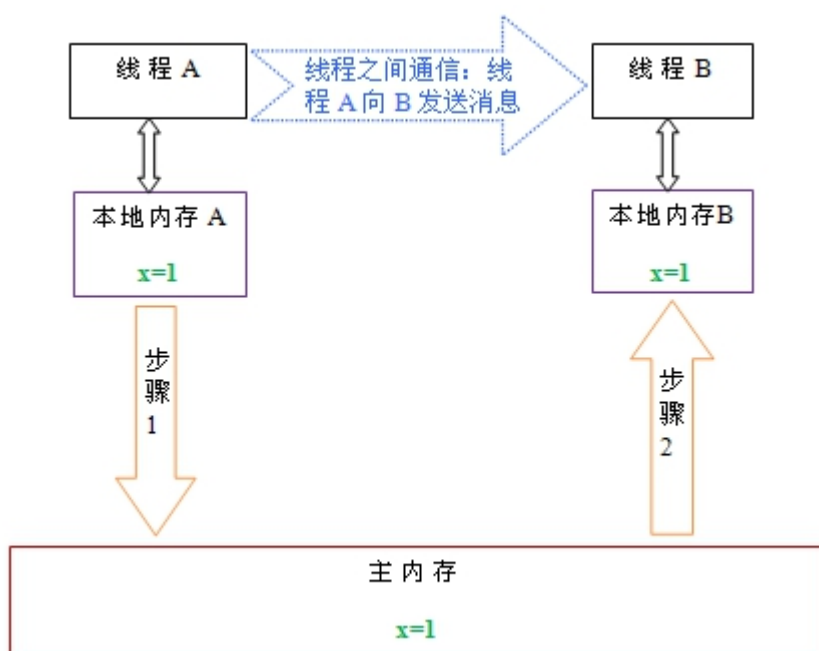 线程 A
线程之间通信：线
程 A 向 B 发送消息
线程 B
本地内存 A
x=1
本地内存B
x=1
步
骤
1
步
骤
2
主内存
x=1